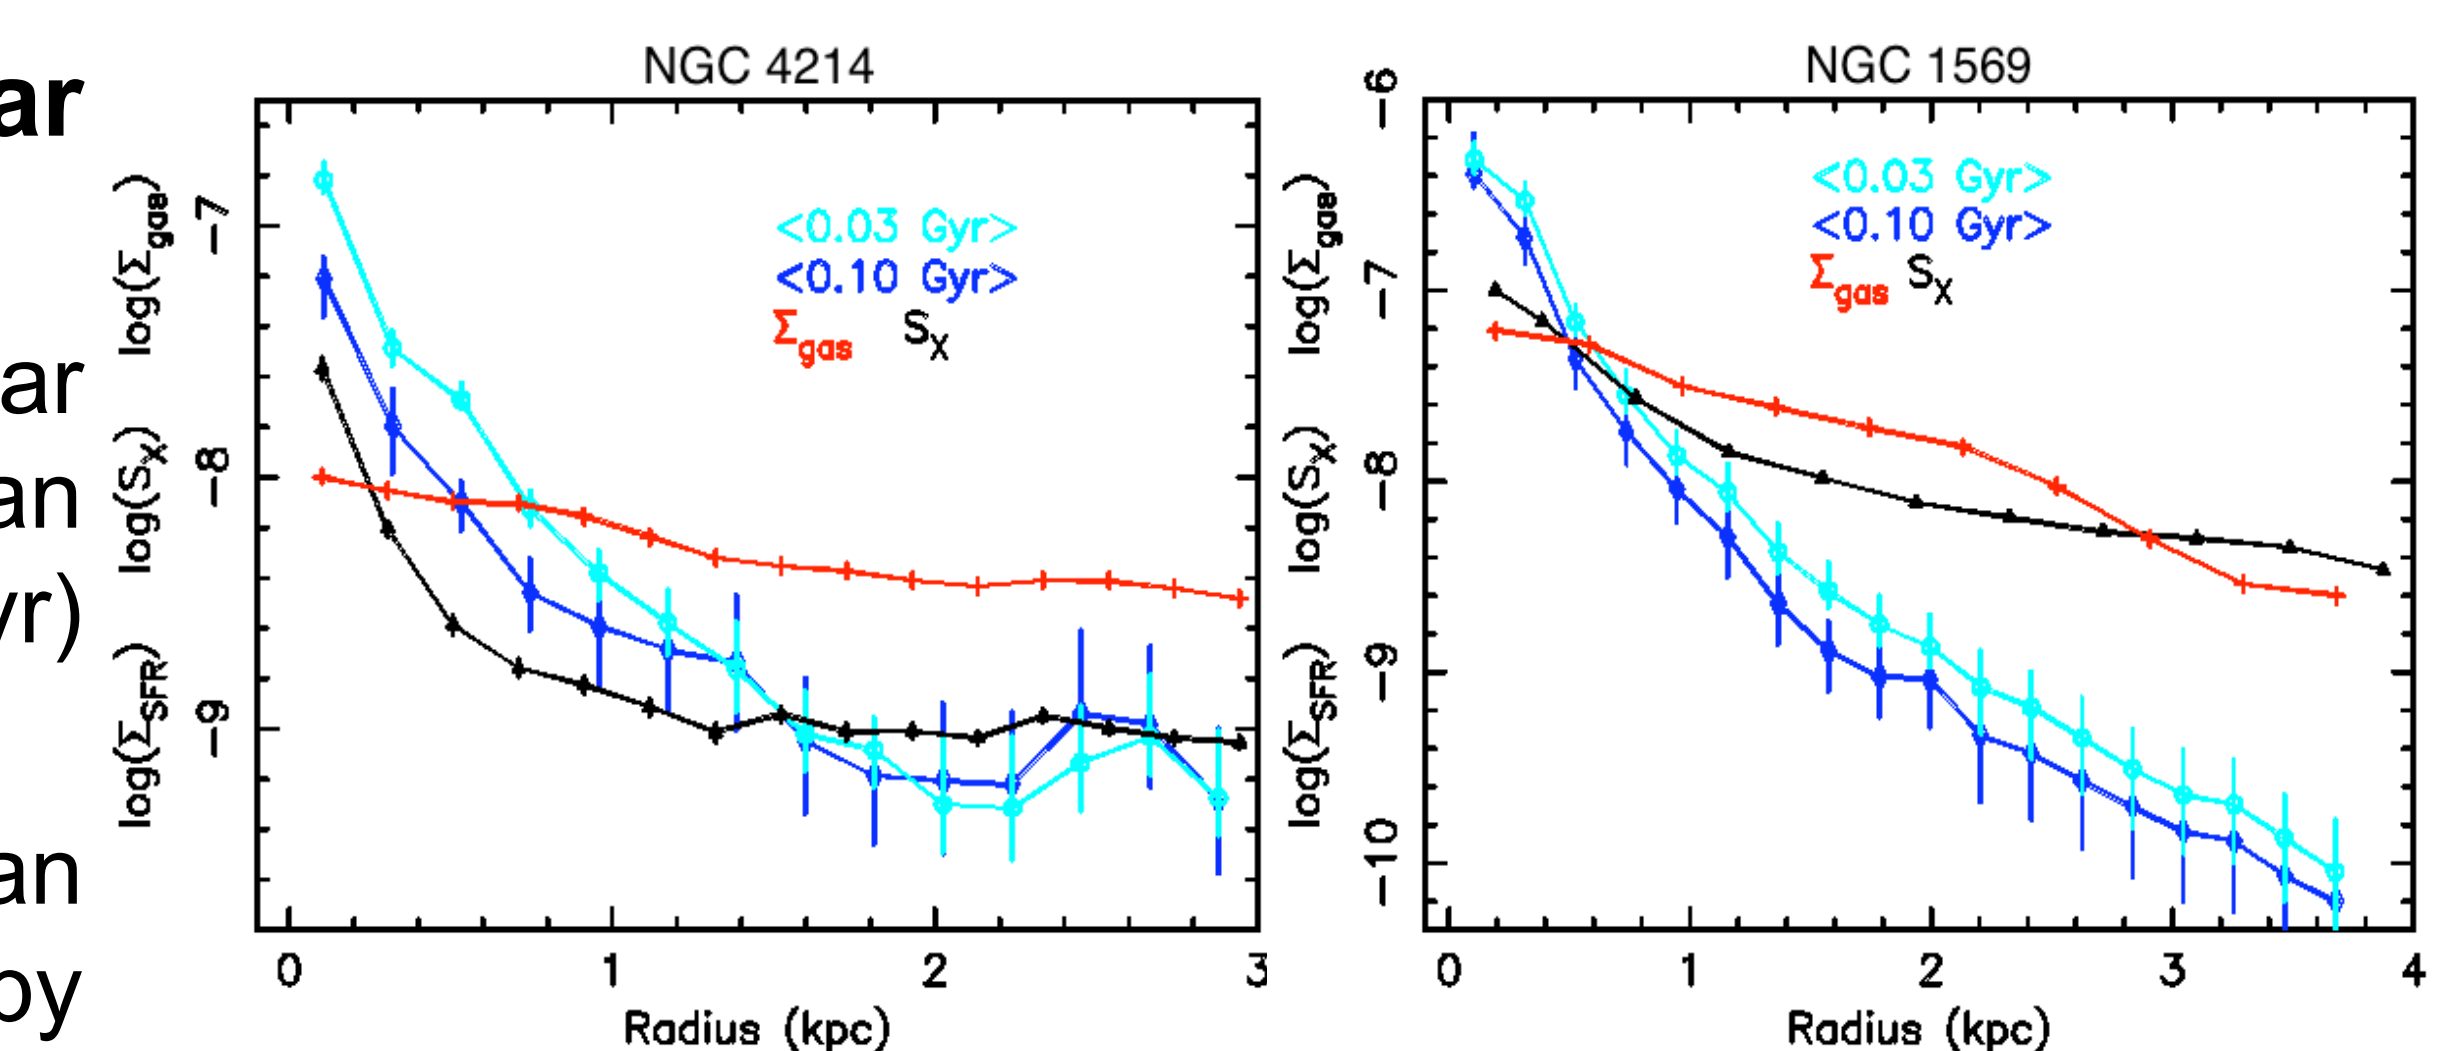 ar
ar
an
yr)
an
by
NGC 4214
log(Σgas)
log(SX)
log(ΣSFR)
-7
-8
-9
<0.03 Gyr>
<0.10 Gyr>
Σgas SX
0 1 2 3
Radius (kpc)
NGC 1569
log(Σgas)
log(SX)
log(ΣSFR)
-6
-7
-8
-9
-10
<0.03 Gyr>
<0.10 Gyr>
Σgas SX
0 1 2 3 4
Radius (kpc)